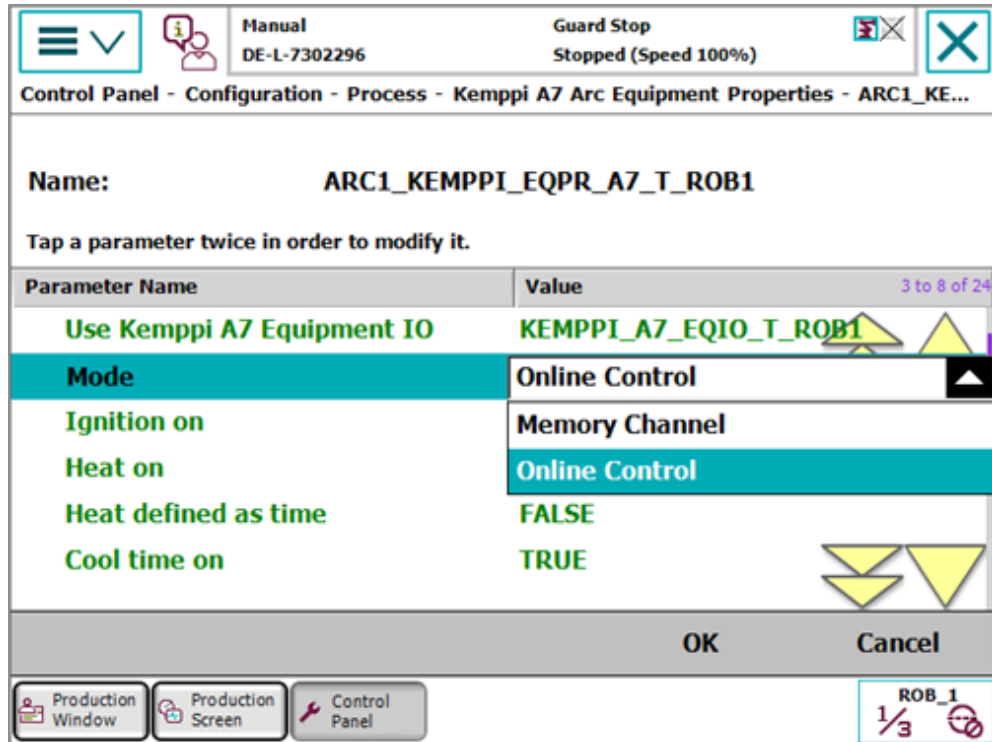 Manual
Guard Stop
DE-L-7302296
Stopped (Speed 100%)
Control Panel - Configuration - Process - Kemppi A7 Arc Equipment Properties - ARC1_KE...
Name: ARC1_KEMPPI_EQPR_A7_T_ROB1
Tap a parameter twice in order to modify it.
Parameter Name Value 3 to 8 of 24
Use Kemppi A7 Equipment IO KEMPPI_A7_EQIO_T_ROB1
Mode Online Control
Ignition on Memory Channel
Heat on Online Control
Heat defined as time FALSE
Cool time on TRUE
OK Cancel
Production Window
Production Screen
Control Panel
ROB_1
1/3